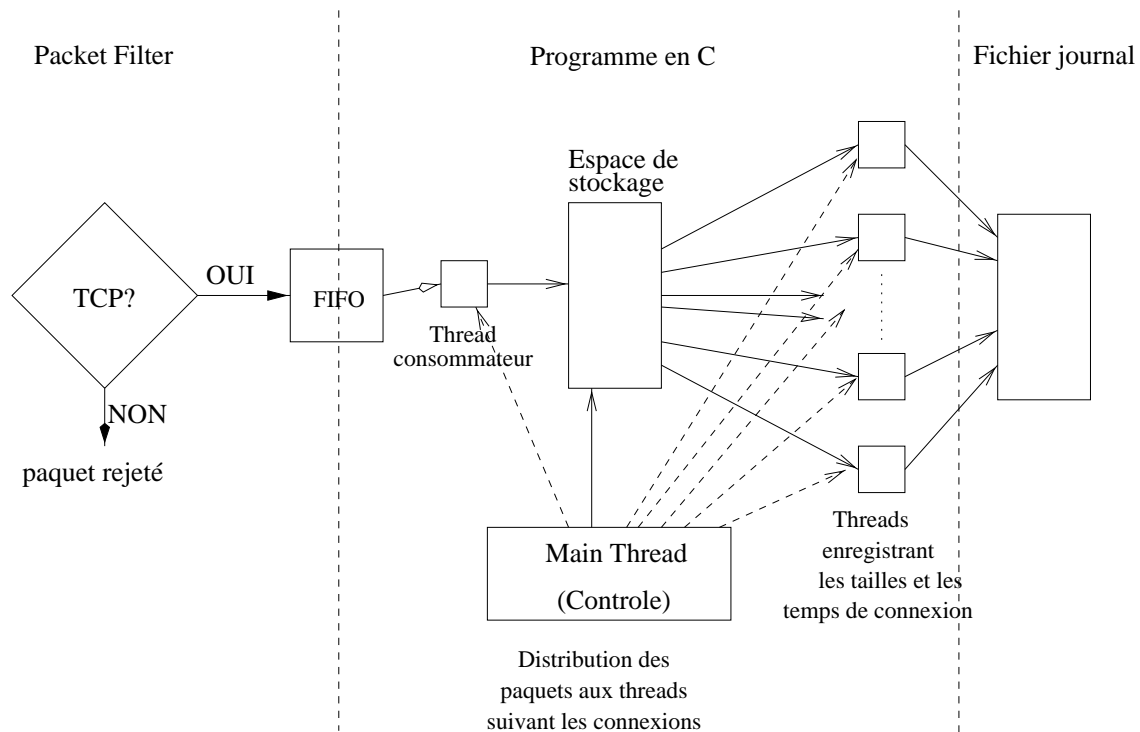 Packet Filter
Programme en C
Fichier journal
Espace de
stockage
OUI
TCP?
FIFO
Thread
consommateur
NON
paquet rejeté
Main Thread
(Controle)
Threads
enregistrant
les tailles et les
temps de connexion
Distribution des
paquets aux threads
suivant les connexions